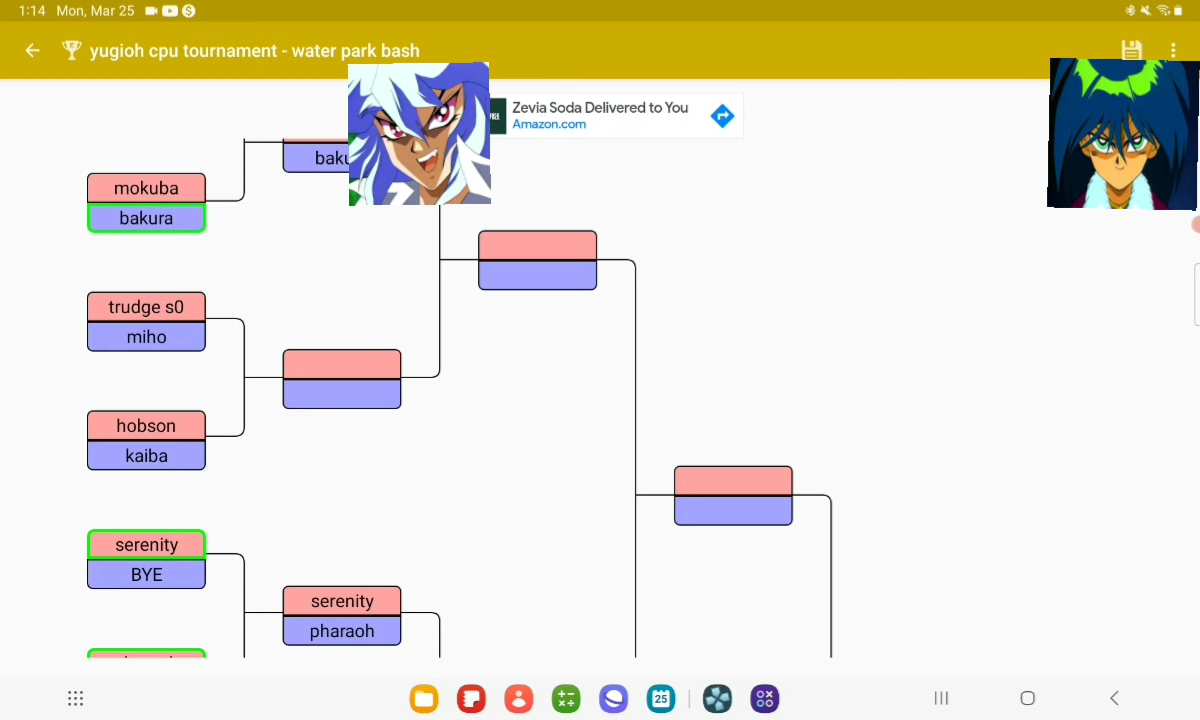 1:14 Mon, Mar 25
yugioh cpu tournament - water park bash
Zevia Soda Delivered to You
Amazon.com
mokuba
bakura
trudge s0
miho
hobson
kaiba
serenity
BYE
serenity
pharaoh
25